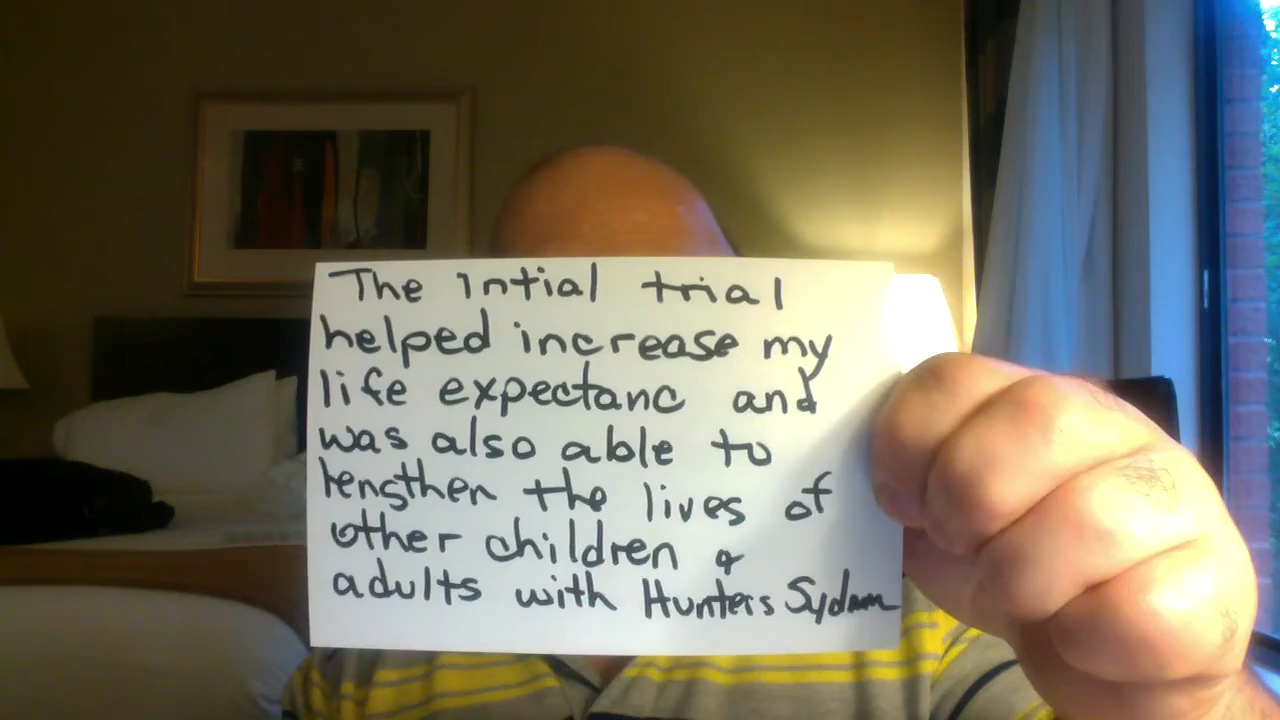 The intial trial
helped increase my
life expectanc and
was also able to
lengthen the lives of
other children &
adults with Hunters Sydnm